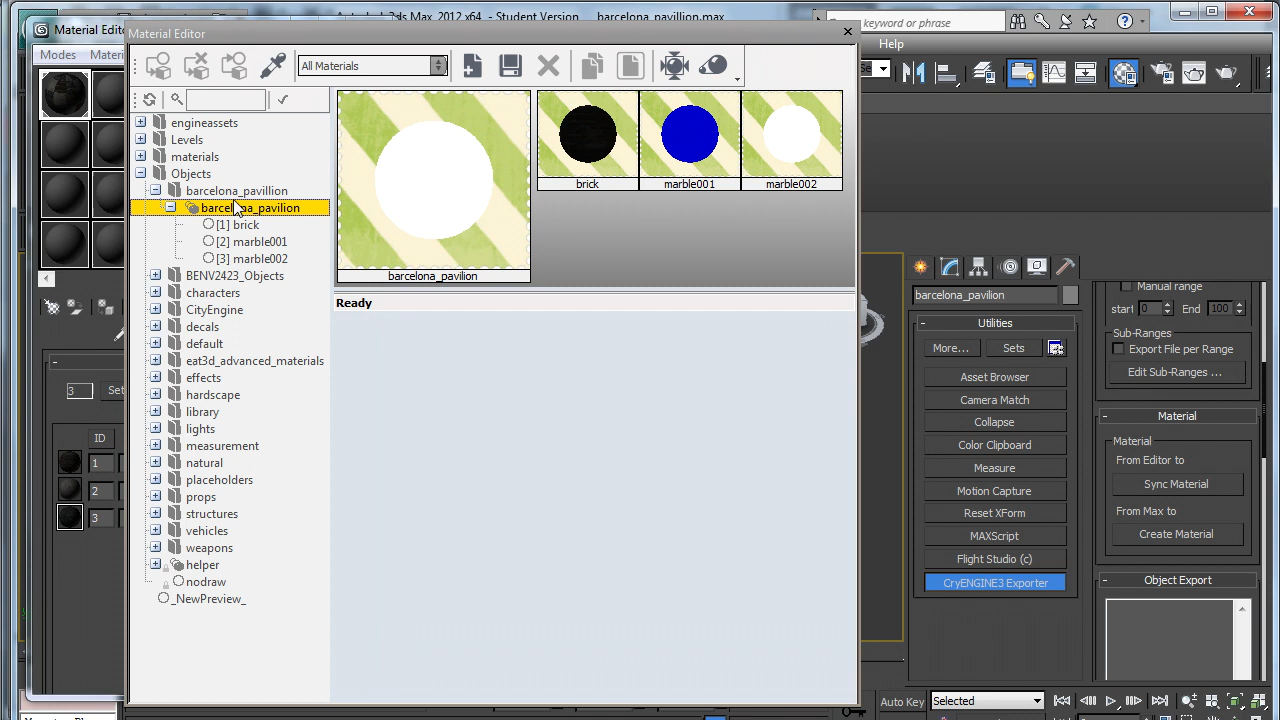 Autodesk 3ds Max 2012 x64 - Student Version barcelona_pavillion.max
keyword or phrase
Material Edito
Material Editor
Modes Materi
Help
All Materials
engineassets
Levels
materials
Objects
barcelona_pavillion
barcelona_pavilion
[1] brick
[2] marble001
[3] marble002
BENV2423_Objects
characters
CityEngine
decals
default
eat3d_advanced_materials
effects
hardscape
library
lights
measurement
natural
placeholders
props
structures
vehicles
weapons
helper
nodraw
_NewPreview_
barcelona_pavilion
brick
marble001
marble002
Ready
3 Set
ID
1
2
3
barcelona_pavilion
- Utilities
More... Sets
Asset Browser
Camera Match
Collapse
Color Clipboard
Measure
Motion Capture
Reset XForm
MAXScript
Flight Studio (c)
CryENGINE3 Exporter
Manual range
start 0 End 100
Sub-Ranges
Export File per Range
Edit Sub-Ranges ...
- Material
Material
From Editor to
Sync Material
From Max to
Create Material
- Object Export
Auto Key Selected